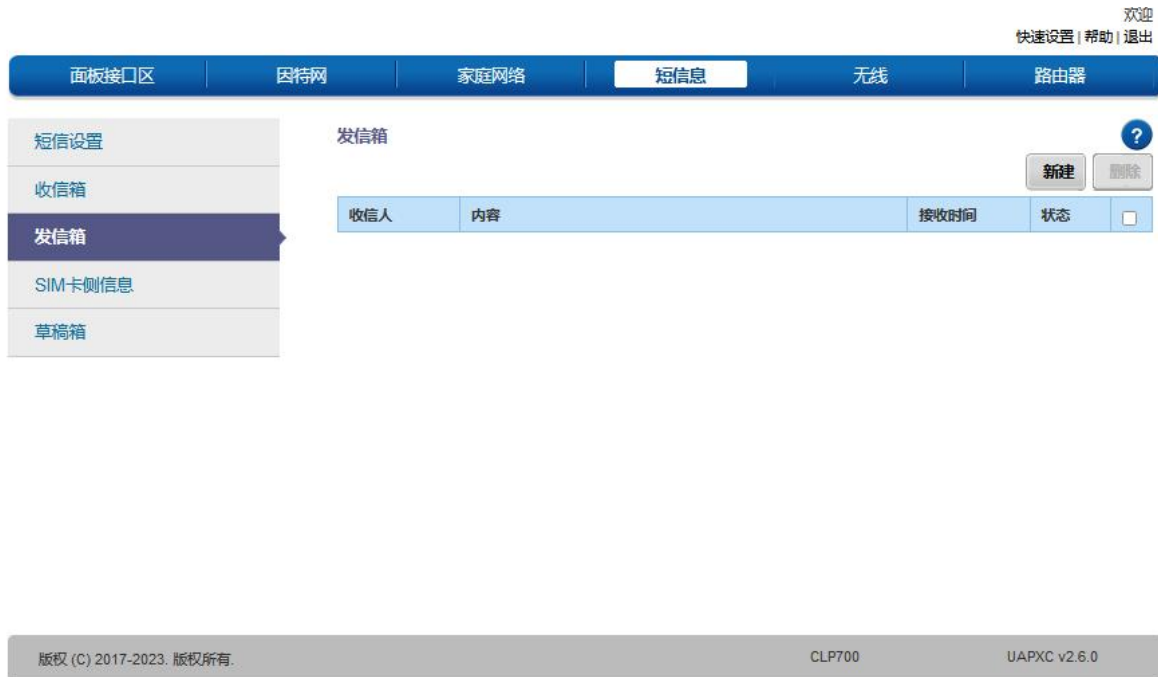 欢迎
快速设置 | 帮助 | 退出
面板接口区 因特网 家庭网络 短信息 无线 路由器
短信设置
收信箱
发信箱
SIM卡侧信息
草稿箱
发信箱
?
新建 删除
收信人 内容 接收时间 状态
版权 (C) 2017-2023. 版权所有. CLP700 UAPXC v2.6.0